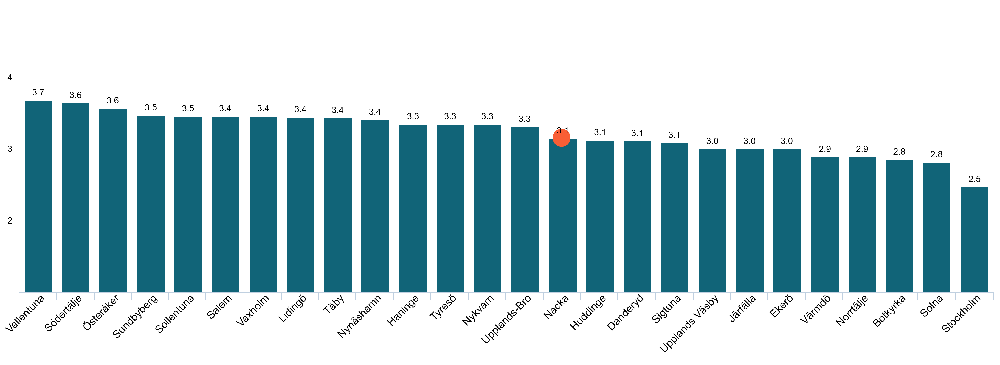 4
3
2
3.7
3.6
3.6
3.5
3.5
3.4
3.4
3.4
3.4
3.4
3.3
3.3
3.3
3.3
3.1
3.1
3.1
3.1
3.0
3.0
3.0
2.9
2.9
2.8
2.8
2.5
Vallentuna
Södertälje
Österåker
Sundbyberg
Sollentuna
Salem
Vaxholm
Lidingö
Täby
Nynäshamn
Haninge
Tyresö
Nykvarn
Upplands-Bro
Nacka
Huddinge
Danderyd
Sigtuna
Upplands Väsby
Järfälla
Ekerö
Värmdö
Norrtälje
Botkyrka
Solna
Stockholm